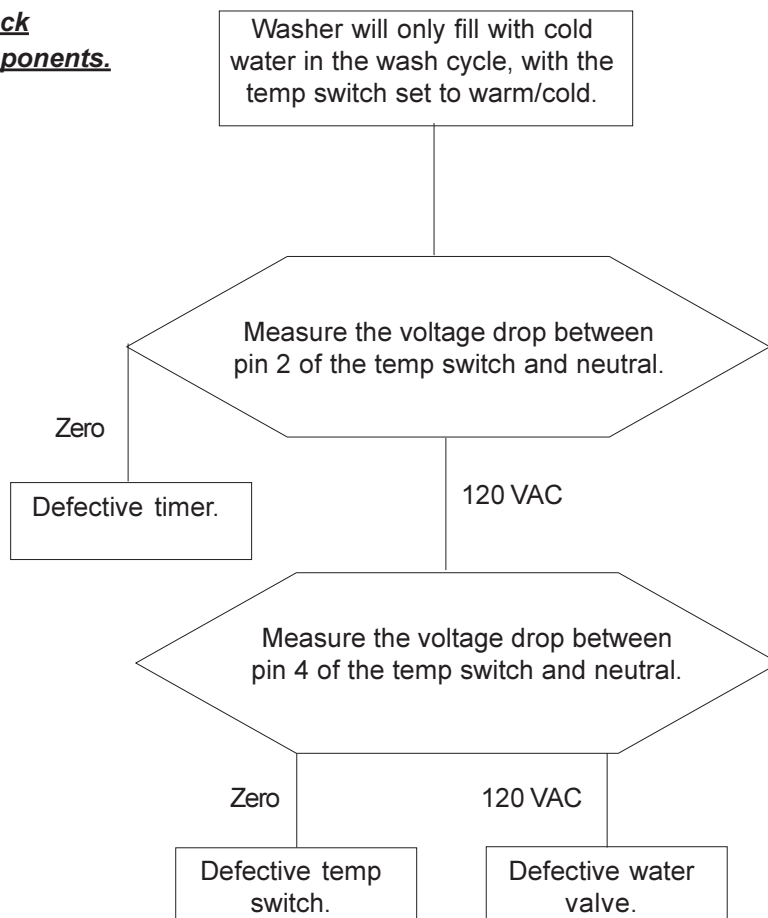 ck
ponents.
Washer will only fill with cold
water in the wash cycle, with the
temp switch set to warm/cold.
Measure the voltage drop between
pin 2 of the temp switch and neutral.
Zero
120 VAC
Defective timer.
Measure the voltage drop between
pin 4 of the temp switch and neutral.
Zero
120 VAC
Defective temp
switch.
Defective water
valve.